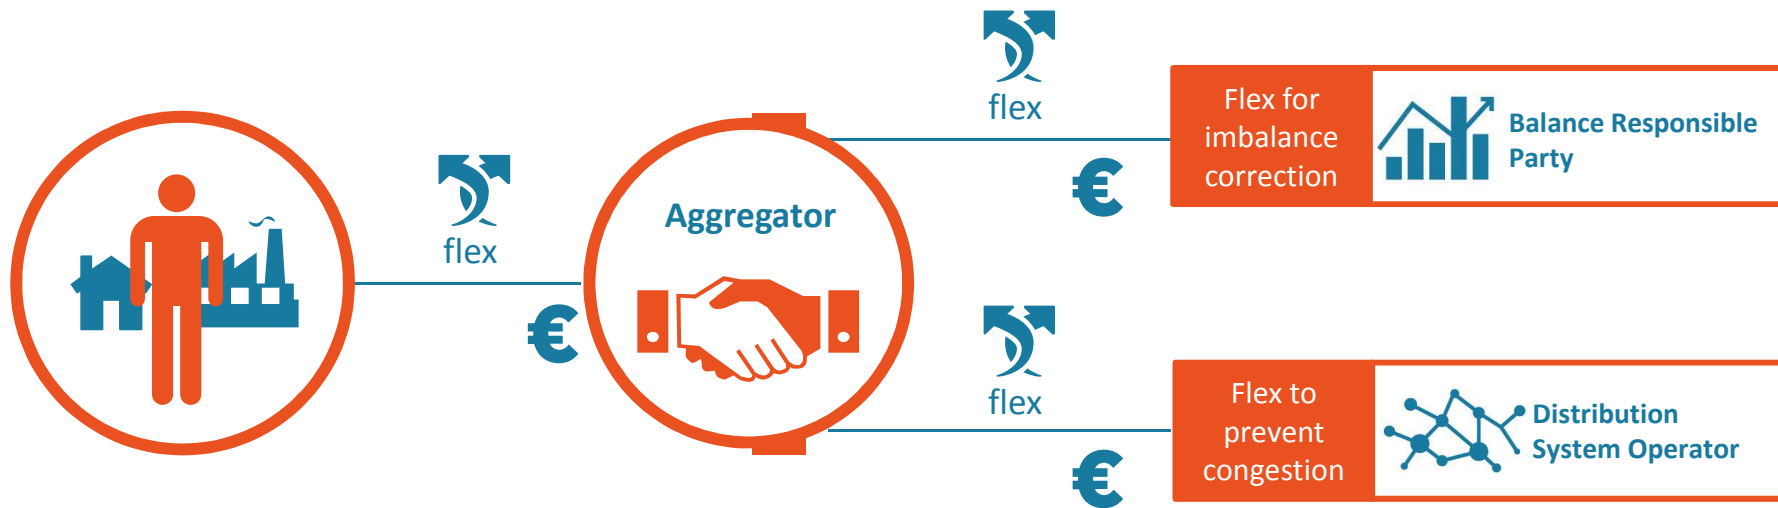 flex
€
Aggregator
flex
€
Flex for
imbalance
correction
Balance Responsible
Party
flex
€
Flex to
prevent
congestion
Distribution
System Operator